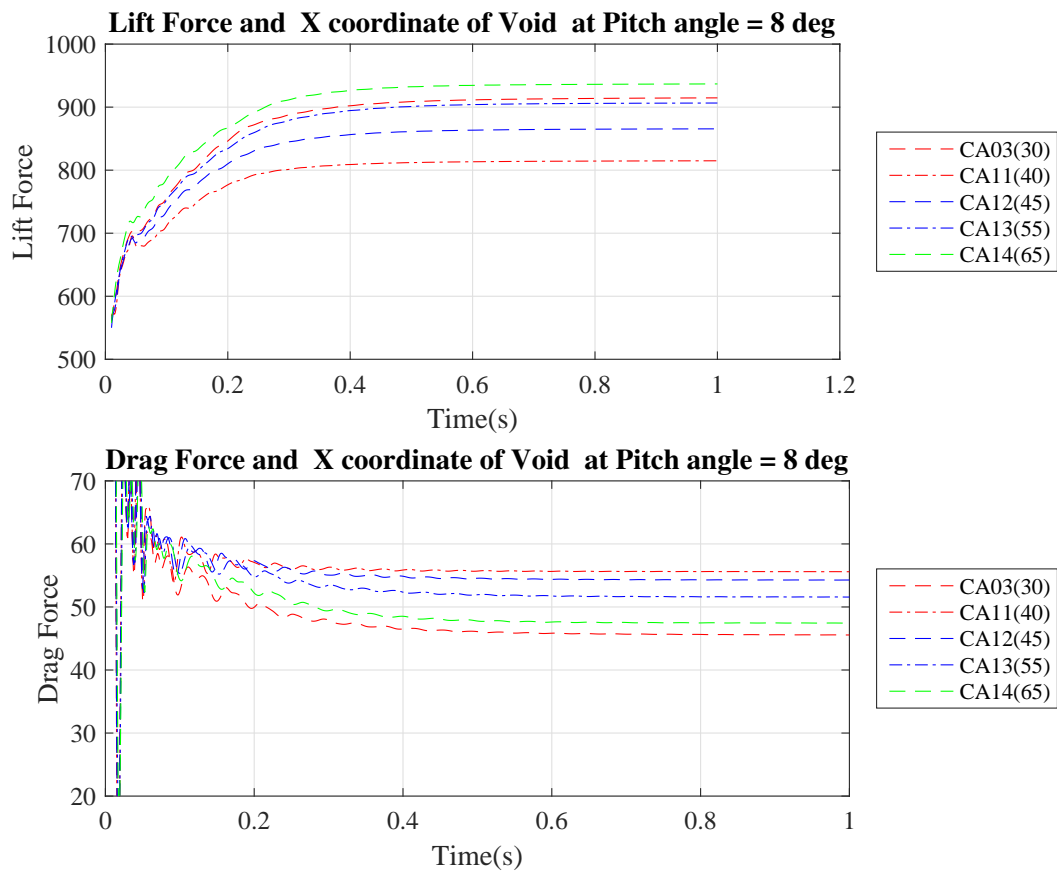 Lift Force and  X coordinate of Void  at Pitch angle = 8 deg
1000
900
800
700
600
500
Lift Force
0
0.2
0.4
0.6
0.8
1
1.2
Time(s)
CA03(30)
CA11(40)
CA12(45)
CA13(55)
CA14(65)
Drag Force and  X coordinate of Void  at Pitch angle = 8 deg
70
60
50
40
30
20
Drag Force
0
0.2
0.4
0.6
0.8
1
Time(s)
CA03(30)
CA11(40)
CA12(45)
CA13(55)
CA14(65)